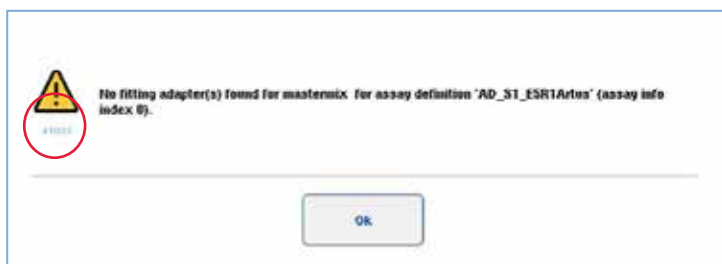 No fitting adapter(s) found for mastermix for assay definition 'AD_S1_ESR1Artus' (assay info
index 0).
Ok